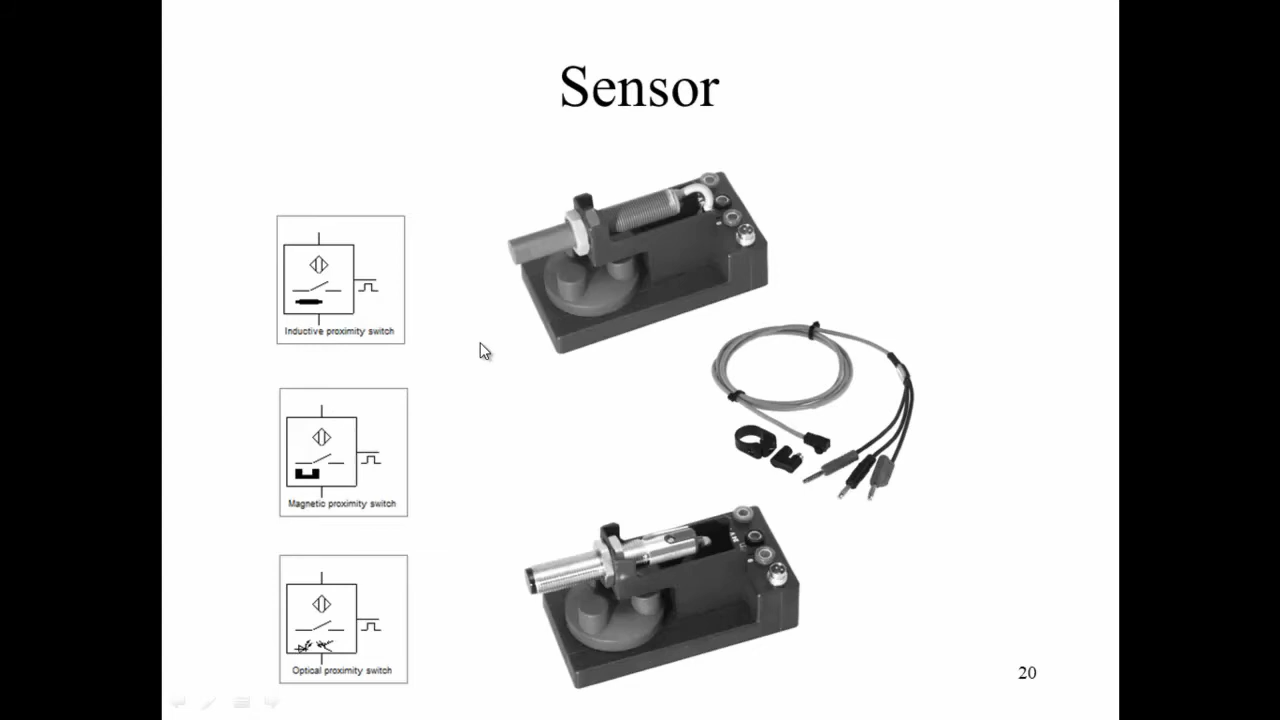 Sensor
Inductive proximity switch
Magnetic proximity switch
Optical proximity switch
20